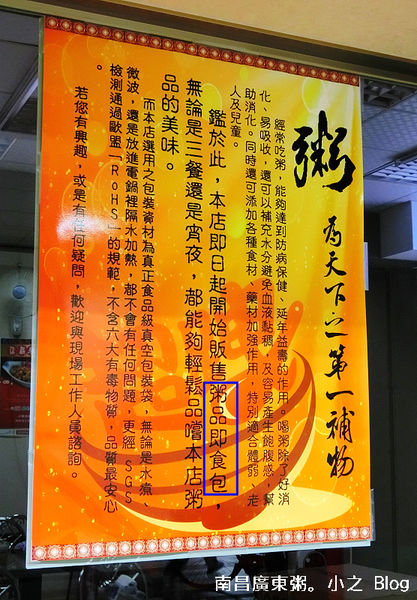 粥
為天下之第一補物
經常吃粥，能夠達到防病保健、延年益壽的作用。喝粥除了好消
化、易吸收，還可以補充水分避免血液黏稠，及容易產生飽腹感，幫
助消化。同時還可添加各種食材、藥材加強作用，特別適合體弱、老
人及兒童。
鑑於此，本店即日起開始販售粥品即食包，
無論是三餐還是宵夜，都能夠輕鬆品嚐本店粥
品的美味。
而本店選用之包裝資材為真正食品級真空包裝袋，無論是水煮、
微波，還是放進電鍋裡隔水加熱，都不會有任何問題，更經「SGS
檢測通過歐盟「RoHS」的規範，不含六大有毒物質，品質最安心
。
若您有興趣，或是有任何疑問，歡迎與現場工作人員諮詢。
南昌廣東粥。小之 Blog